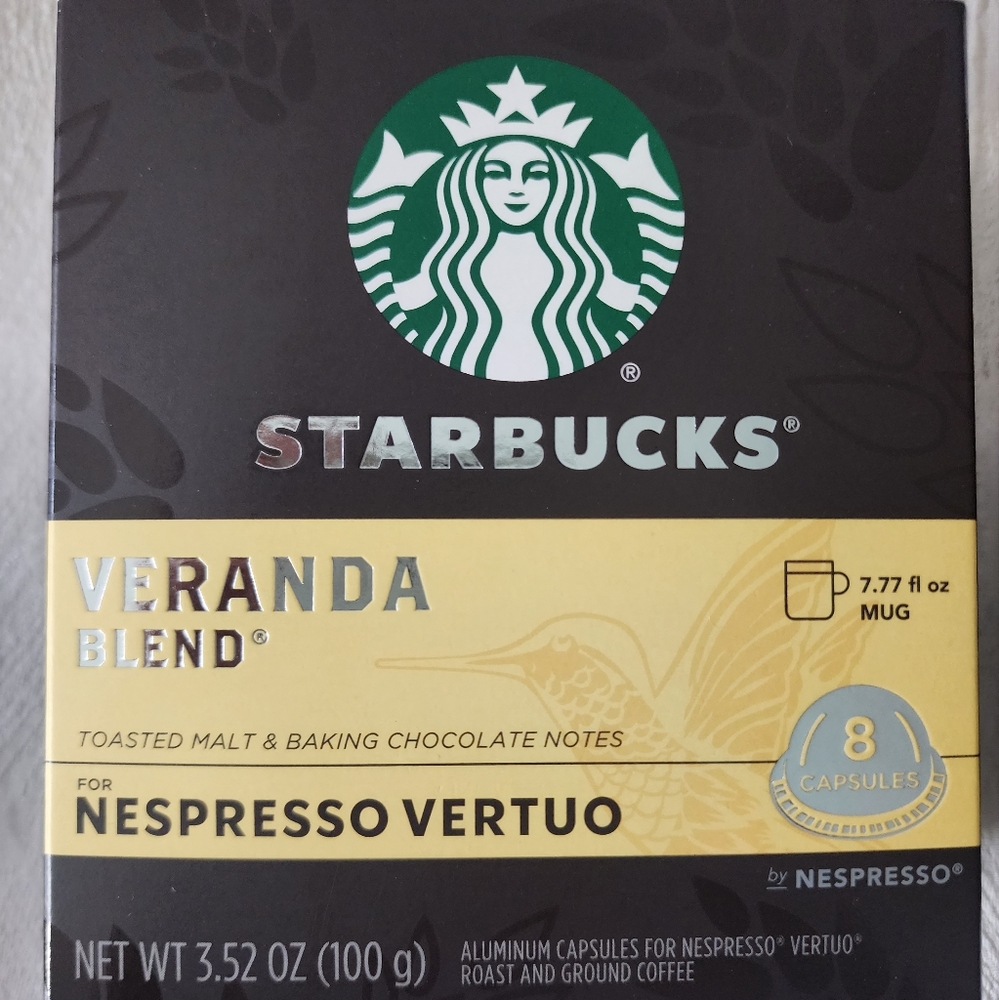 ®
STARBUCKS®
VERANDA
BLEND®
7.77 fl oz
MUG
TOASTED MALT & BAKING CHOCOLATE NOTES
8
CAPSULES
FOR
NESPRESSO VERTUO
by NESPRESSO®
NET WT 3.52 OZ (100 g)
ALUMINUM CAPSULES FOR NESPRESSO® VERTUO®
ROAST AND GROUND COFFEE